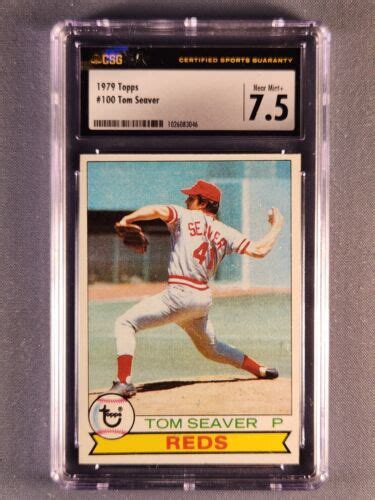 CSG
CERTIFIED SPORTS GUARANTY
1979 Topps
#100 Tom Seaver
1026083046
Near Mint+
7.5
SEAVER
41
Topps
TOM SEAVER P
REDS